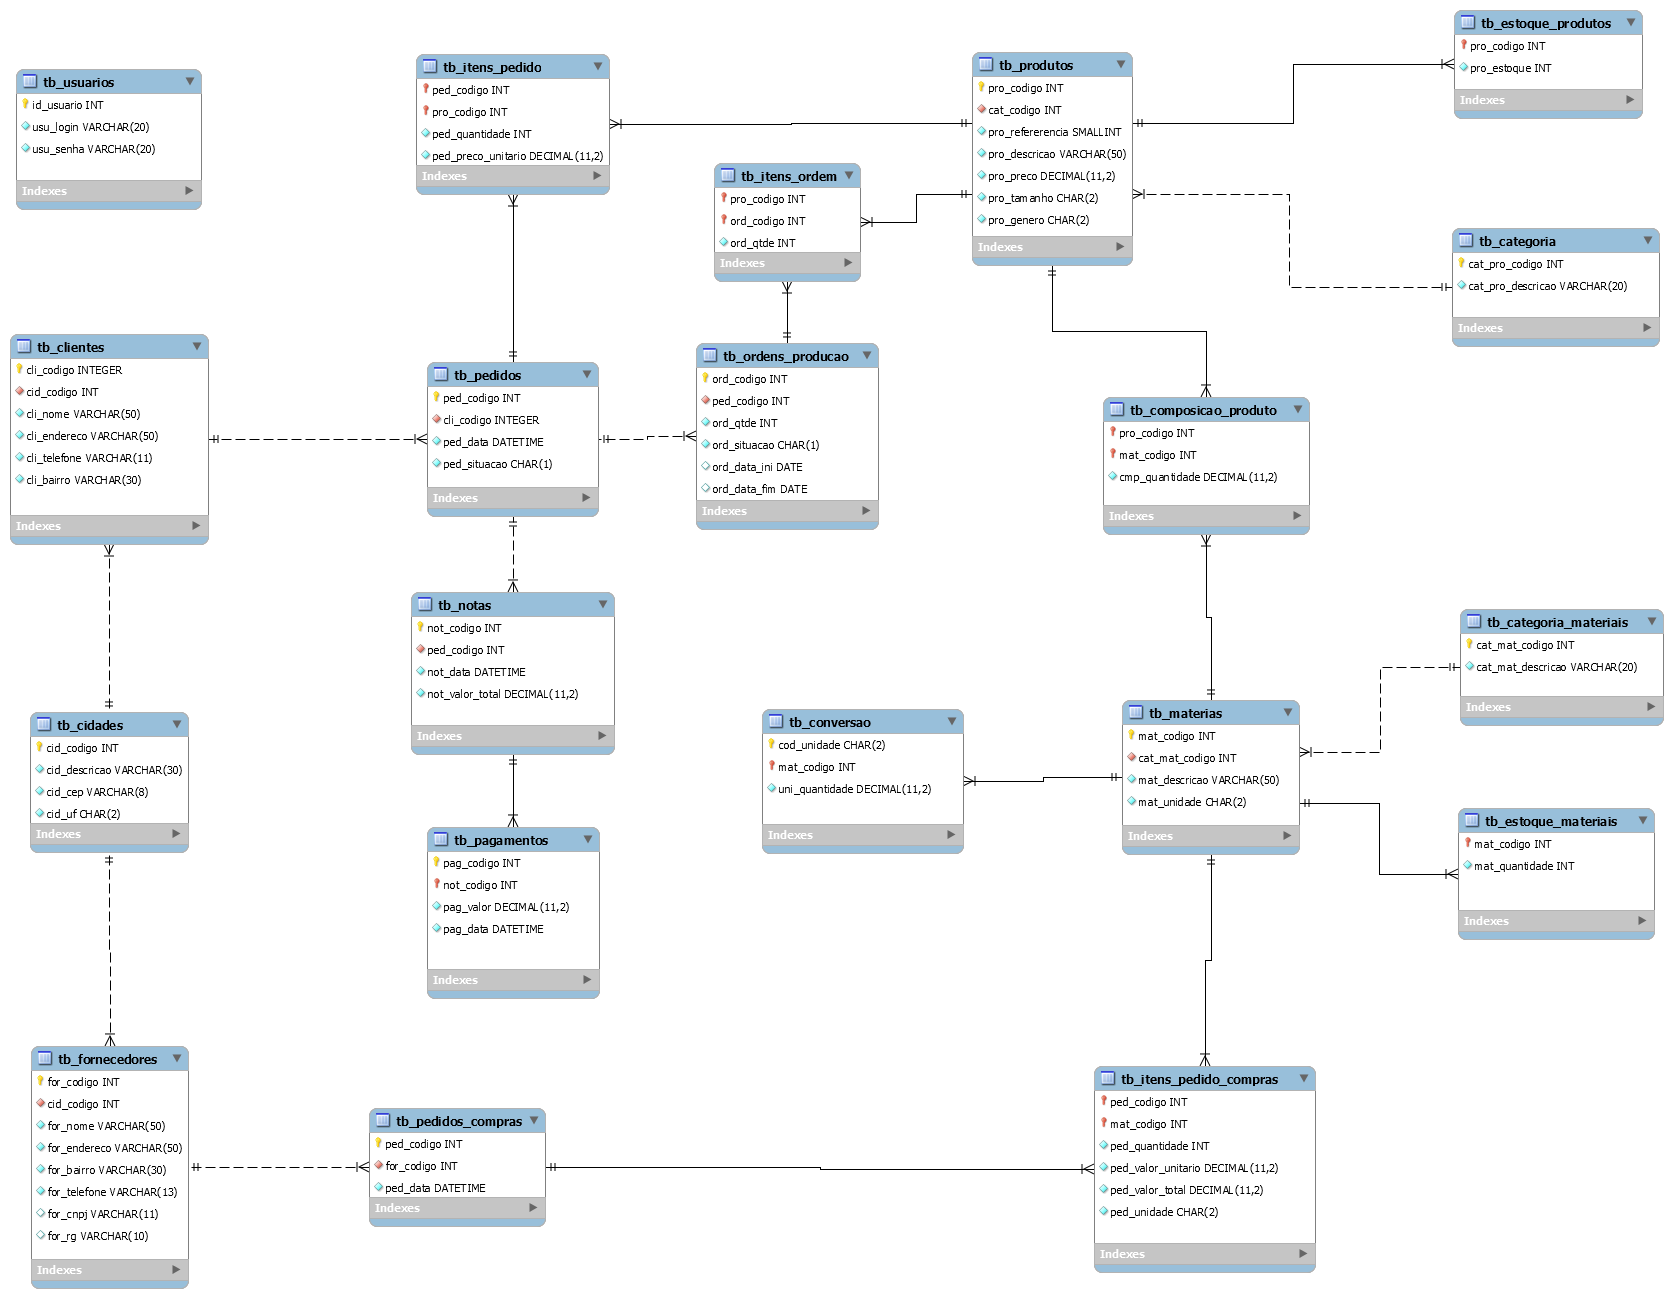 tb_usuarios
id_usuario INT
usu_login VARCHAR(20)
usu_senha VARCHAR(20)
Indexes
tb_itens_pedido
ped_codigo INT
pro_codigo INT
ped_quantidade INT
ped_preco_unitario DECIMAL(11,2)
Indexes
tb_produtos
pro_codigo INT
cat_codigo INT
pro_refererencia SMALLINT
pro_descricao VARCHAR(50)
pro_preco DECIMAL(11,2)
pro_tamanho CHAR(2)
pro_genero CHAR(2)
Indexes
tb_estoque_produtos
pro_codigo INT
pro_estoque INT
Indexes
tb_itens_ordem
pro_codigo INT
ord_codigo INT
ord_qtde INT
Indexes
tb_categoria
cat_pro_codigo INT
cat_pro_descricao VARCHAR(20)
Indexes
tb_clientes
cli_codigo INTEGER
cid_codigo INT
cli_nome VARCHAR(50)
cli_endereco VARCHAR(50)
cli_telefone VARCHAR(11)
cli_bairro VARCHAR(30)
Indexes
tb_pedidos
ped_codigo INT
cli_codigo INTEGER
ped_data DATETIME
ped_situacao CHAR(1)
Indexes
tb_ordens_producao
ord_codigo INT
ped_codigo INT
ord_qtde INT
ord_situacao CHAR(1)
ord_data_ini DATE
ord_data_fim DATE
Indexes
tb_composicao_produto
pro_codigo INT
mat_codigo INT
cmp_quantidade DECIMAL(11,2)
Indexes
tb_notas
not_codigo INT
ped_codigo INT
not_data DATETIME
not_valor_total DECIMAL(11,2)
Indexes
tb_categoria_materiais
cat_mat_codigo INT
cat_mat_descricao VARCHAR(20)
Indexes
tb_cidades
cid_codigo INT
cid_descricao VARCHAR(30)
cid_cep VARCHAR(8)
cid_uf CHAR(2)
Indexes
tb_conversao
cod_unidade CHAR(2)
mat_codigo INT
uni_quantidade DECIMAL(11,2)
Indexes
tb_materias
mat_codigo INT
cat_mat_codigo INT
mat_descricao VARCHAR(50)
mat_unidade CHAR(2)
Indexes
tb_estoque_materiais
mat_codigo INT
mat_quantidade INT
Indexes
tb_pagamentos
pag_codigo INT
not_codigo INT
pag_valor DECIMAL(11,2)
pag_data DATETIME
Indexes
tb_fornecedores
for_codigo INT
cid_codigo INT
for_nome VARCHAR(50)
for_endereco VARCHAR(50)
for_bairro VARCHAR(30)
for_telefone VARCHAR(13)
for_cnpj VARCHAR(11)
for_rg VARCHAR(10)
Indexes
tb_pedidos_compras
ped_codigo INT
for_codigo INT
ped_data DATETIME
Indexes
tb_itens_pedido_compras
ped_codigo INT
mat_codigo INT
ped_quantidade INT
ped_valor_unitario DECIMAL(11,2)
ped_valor_total DECIMAL(11,2)
ped_unidade CHAR(2)
Indexes